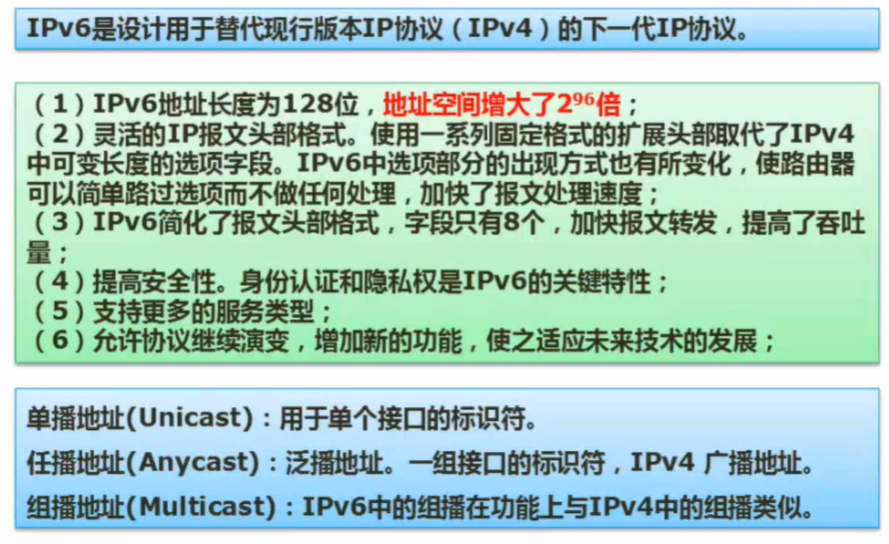 IPv6是设计用于替代现行版本IP协议（IPv4）的下一代IP协议。
（1）IPv6地址长度为128位，地址空间增大了2⁹⁶倍；
（2）灵活的IP报文头部格式。使用一系列固定格式的扩展头部取代了IPv4
中可变长度的选项字段。IPv6中选项部分的出现方式也有所变化，使路由器
可以简单路过选项而不做任何处理，加快了报文处理速度；
（3）IPv6简化了报文头部格式，字段只有8个，加快报文转发，提高了吞吐
量；
（4）提高安全性。身份认证和隐私权是IPv6的关键特性；
（5）支持更多的服务类型；
（6）允许协议继续演变，增加新的功能，使之适应未来技术的发展；
单播地址(Unicast)：用于单个接口的标识符。
任播地址(Anycast)：泛播地址。一组接口的标识符，IPv4 广播地址。
组播地址(Multicast)：IPv6中的组播在功能上与IPv4中的组播类似。